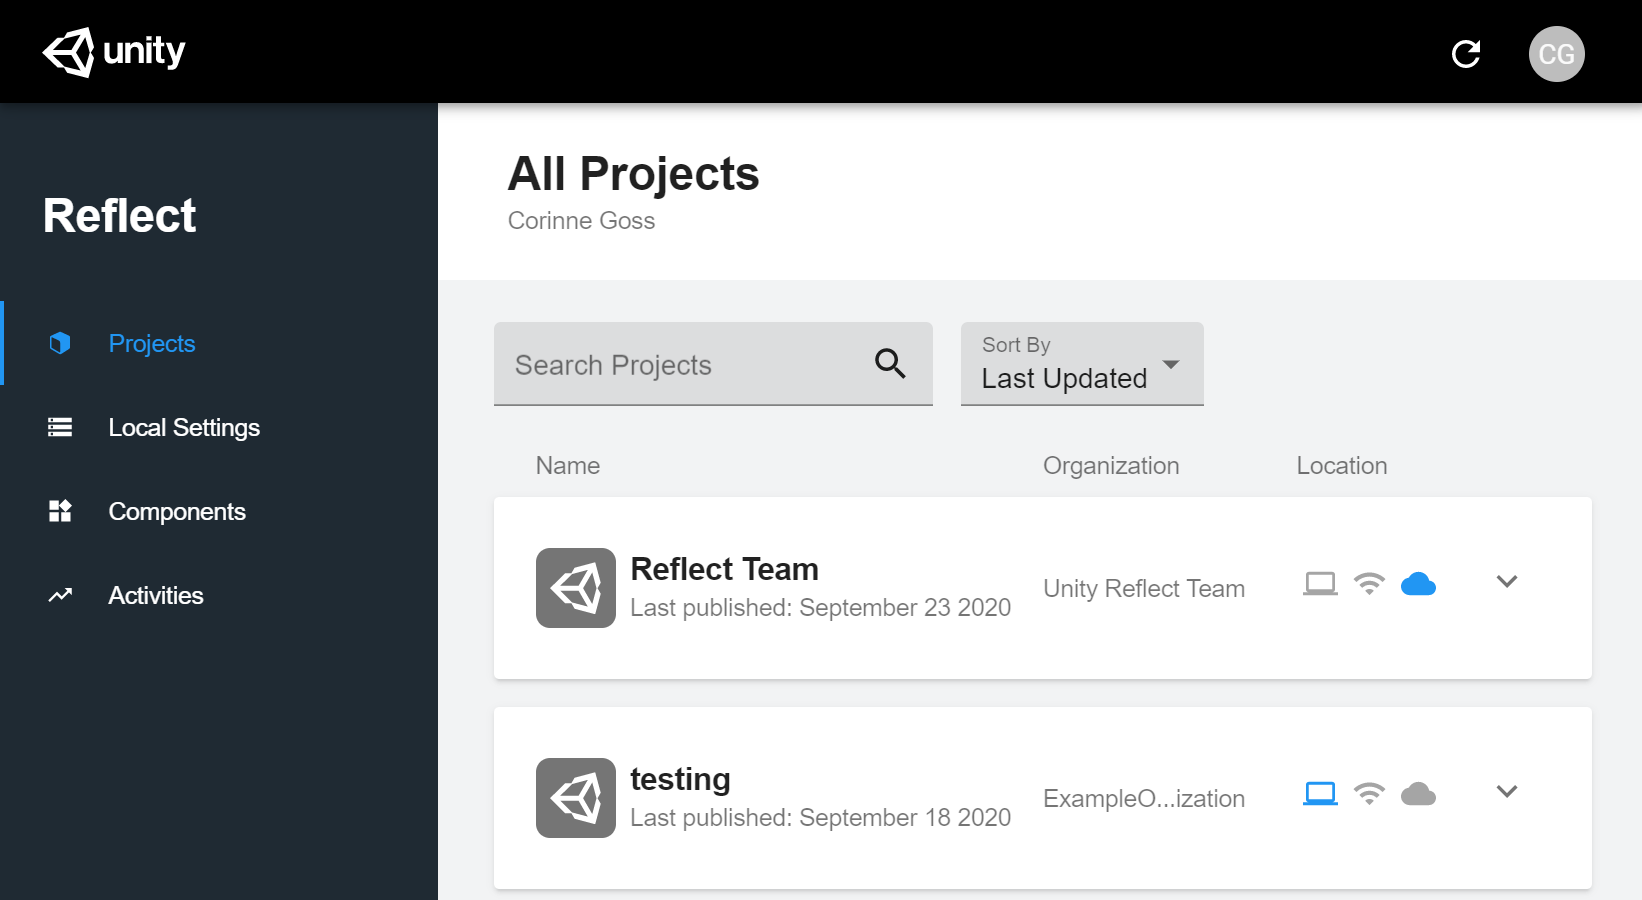 unity
CG
Reflect
Projects
Local Settings
Components
Activities
All Projects
Corinne Goss
Search Projects
Sort By
Last Updated
Name Organization Location
Reflect Team
Last published: September 23 2020
Unity Reflect Team
testing
Last published: September 18 2020
ExampleO...ization